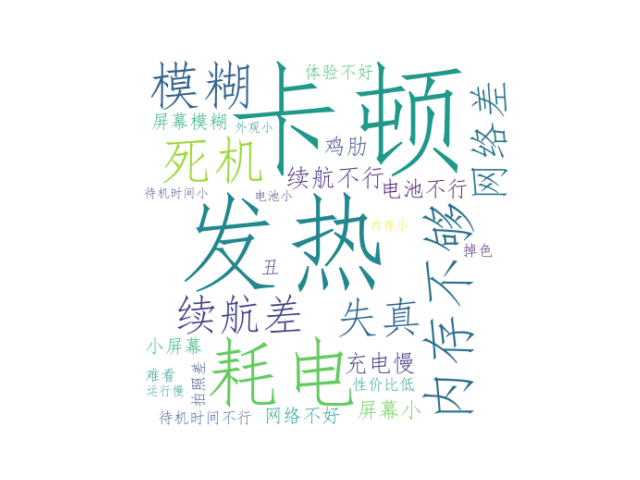 体验不好
模糊
卡顿
网络差
屏幕模糊
外观小
死机
鸡肋
续航不行
电池不行
待机时间小
电池小
发热
内存小
内存不够
掉色
丑
续航差
失真
小屏幕
耗电
充电慢
难看
拍照差
运行慢
性价比低
待机时间不行
网络不好
屏幕小